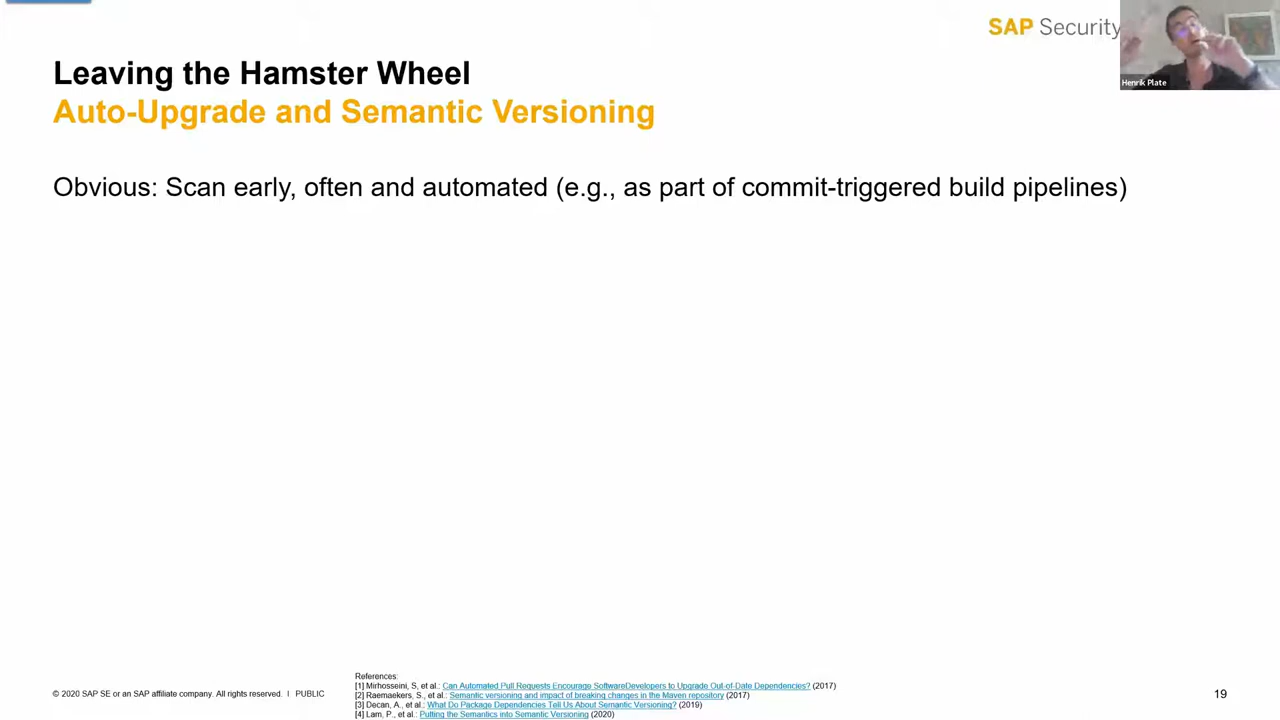 SAP Security
Henrik Plate
Leaving the Hamster Wheel
Auto-Upgrade and Semantic Versioning
Obvious: Scan early, often and automated (e.g., as part of commit-triggered build pipelines)
References:
[1] Mirhosseini, S, et al.: Can Automated Pull Requests Encourage SoftwareDevelopers to Upgrade Out-of-Date Dependencies? (2017)
[2] Raemaekers, S., et al.: Semantic versioning and impact of breaking changes in the Maven repository (2017)
[3] Decan, A., et al.: What Do Package Dependencies Tell Us About Semantic Versioning? (2019)
[4] Lam, P., et al.: Putting the Semantics into Semantic Versioning (2020)
© 2020 SAP SE or an SAP affiliate company. All rights reserved. I PUBLIC
19